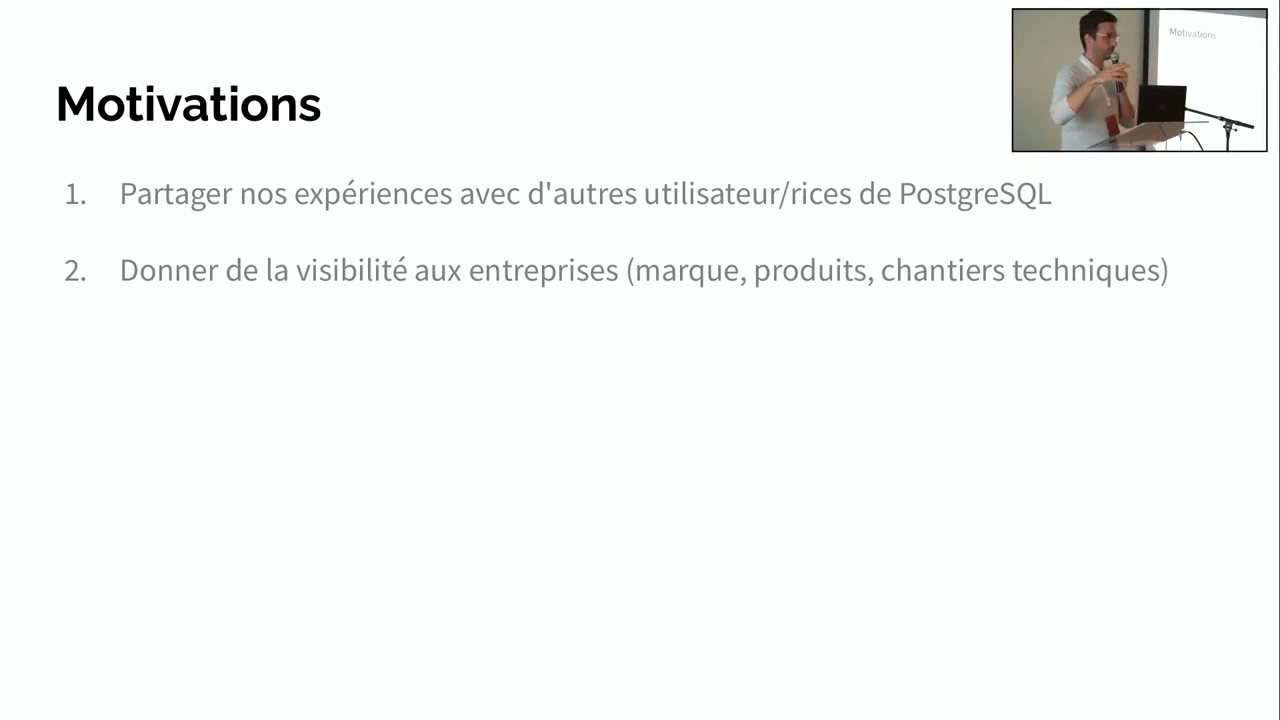 Motivations
Motivations
1. Partager nos expériences avec d'autres utilisateur/rices de PostgreSQL
2. Donner de la visibilité aux entreprises (marque, produits, chantiers techniques)